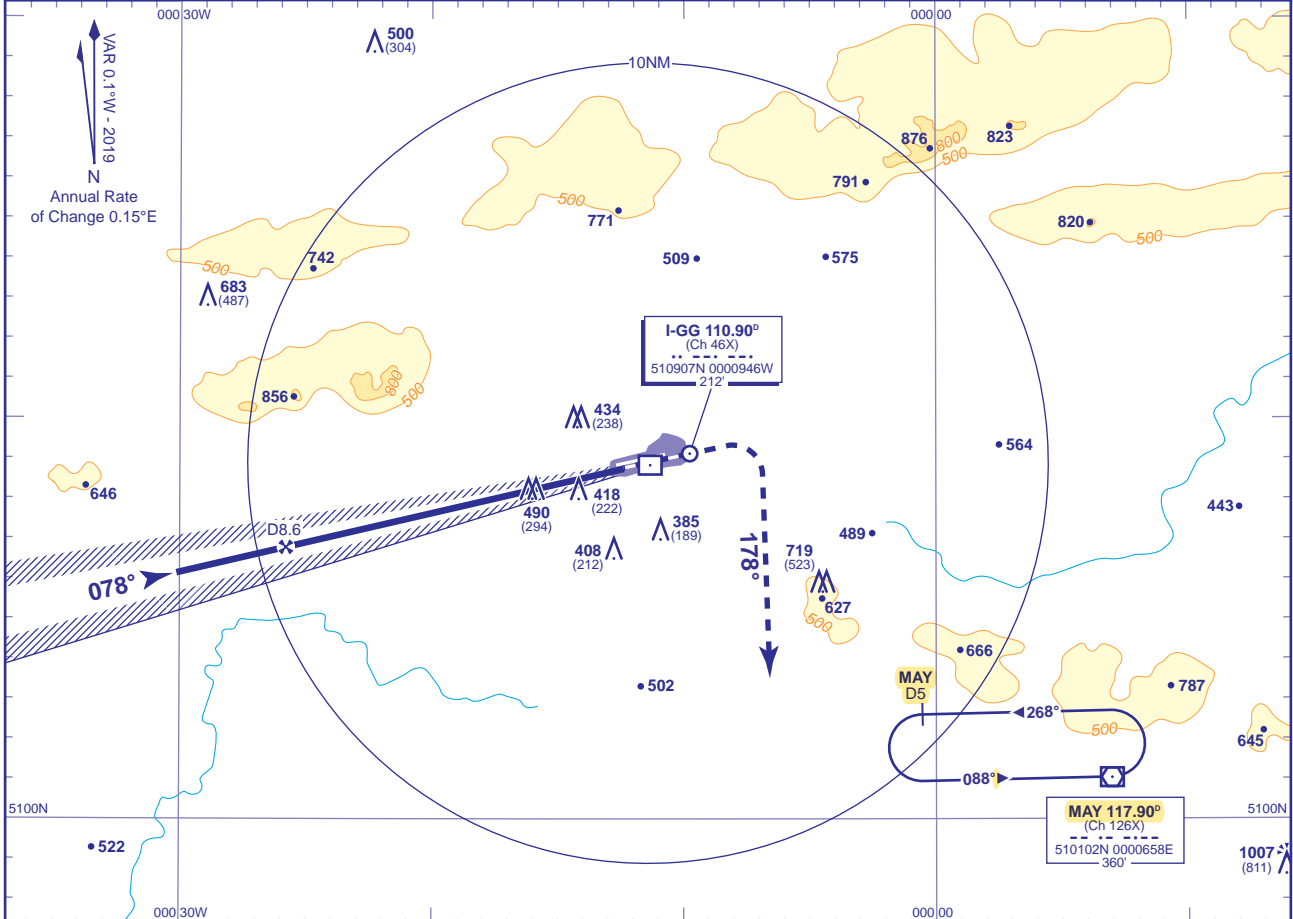 000 30W
000 00
VAR 0.1°W - 2019
N
Annual Rate
of Change 0.15°E
500
(304)
10NM
876
800
500
823
791
500
771
820
500
742
500
683
(487)
509
575
I-GG 110.90ᴰ
(Ch 46X)
·· --· --·
510907N 0000946W
212'
856
800
500
434
(238)
564
646
490
(294)
418
(222)
385
(189)
408
(212)
443
489
D8.6
078°
178°
719
(523)
627
500
666
MAY
D5
502
787
268°
500
645
088°
5100N
5100N
MAY 117.90ᴰ
(Ch 126X)
-- ·- -·--
510102N 0000658E
360'
522
1007
(811)
000 30W
000 00